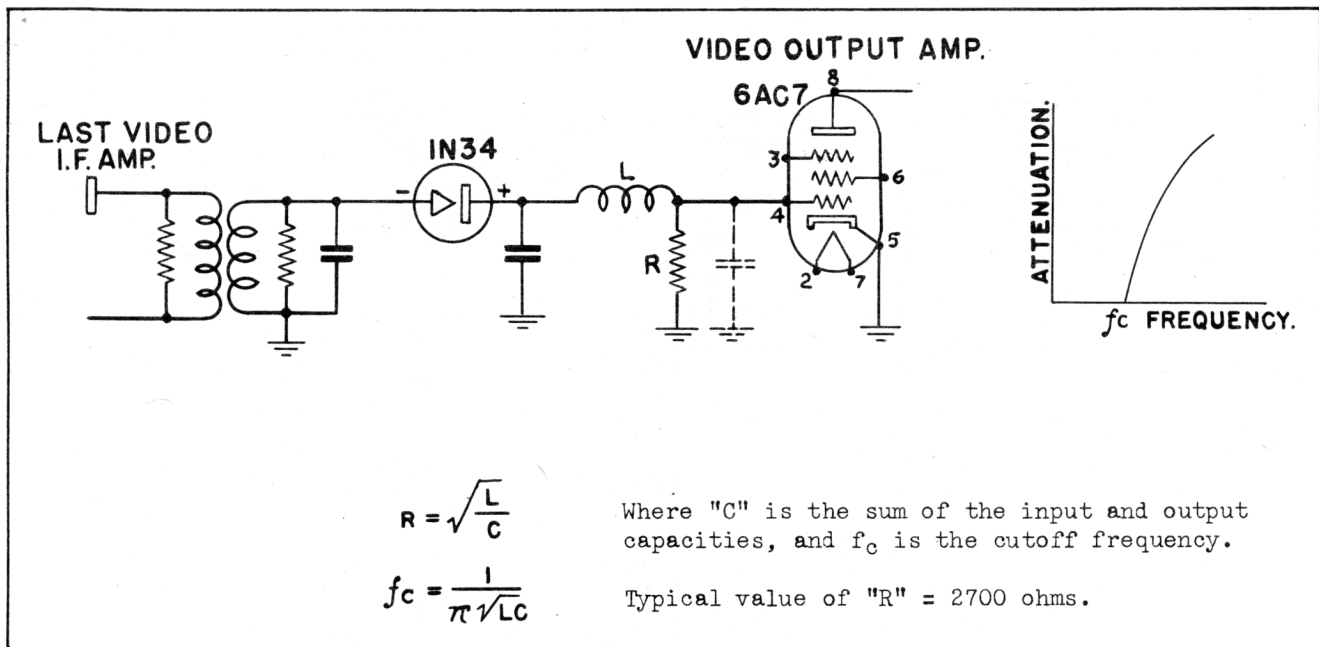 VIDEO OUTPUT AMP.
8
6AC7
LAST VIDEO
I.F. AMP.
IN34
L
3
6
- +
4
5
R
2 7
ATTENUATION.
fc FREQUENCY.
R = √L/C
Where "C" is the sum of the input and output
capacities, and fc is the cutoff frequency.
fc = 1/π√LC
Typical value of "R" = 2700 ohms.